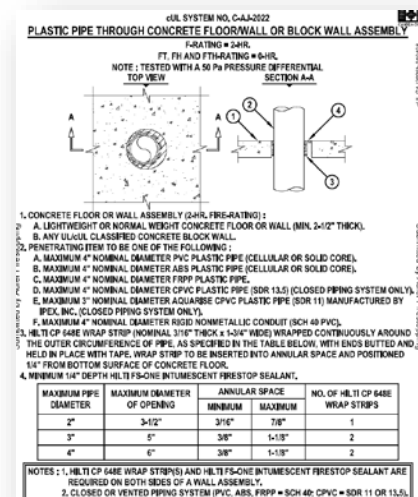 cUL SYSTEM NO. C-AJ-2022
PLASTIC PIPE THROUGH CONCRETE FLOOR/WALL OR BLOCK WALL ASSEMBLY
F-RATING = 2-HR.
FT, FH AND FTH-RATING = 0-HR.
NOTE : TESTED WITH A 50 Pa PRESSURE DIFFERENTIAL
TOP VIEW
SECTION A-A
A
A
1
2
3
4
1. CONCRETE FLOOR OR WALL ASSEMBLY (2-HR. FIRE-RATING) :
A. LIGHTWEIGHT OR NORMAL WEIGHT CONCRETE FLOOR OR WALL (MIN. 2-1/2" THICK).
B. ANY UL/cUL CLASSIFIED CONCRETE BLOCK WALL.
2. PENETRATING ITEM TO BE ONE OF THE FOLLOWING :
A. MAXIMUM 4" NOMINAL DIAMETER PVC PLASTIC PIPE (CELLULAR OR SOLID CORE).
B. MAXIMUM 4" NOMINAL DIAMETER ABS PLASTIC PIPE (CELLULAR OR SOLID CORE).
C. MAXIMUM 4" NOMINAL DIAMETER FRPP PLASTIC PIPE.
D. MAXIMUM 4" NOMINAL DIAMETER CPVC PLASTIC PIPE (SDR 13.5) (CLOSED PIPING SYSTEM ONLY).
E. MAXIMUM 3" NOMINAL DIAMETER AQUARISE CPVC PLASTIC PIPE (SDR 11) MANUFACTURED BY
IPEX, INC. (CLOSED PIPING SYSTEM ONLY).
F. MAXIMUM 4" NOMINAL DIAMETER RIGID NONMETALLIC CONDUIT (SCH 40 PVC).
3. HILTI CP 648E WRAP STRIP (NOMINAL 3/16" THICK x 1-3/4" WIDE) WRAPPED CONTINUOUSLY AROUND
THE OUTER CIRCUMFERENCE OF PIPE, AS SPECIFIED IN THE TABLE BELOW, WITH ENDS BUTTED AND
HELD IN PLACE WITH TAPE. WRAP STRIP TO BE INSERTED INTO ANNULAR SPACE AND POSITIONED
1/4" FROM BOTTOM SURFACE OF CONCRETE FLOOR.
4. MINIMUM 1/4" DEPTH HILTI FS-ONE INTUMESCENT FIRESTOP SEALANT.
MAXIMUM PIPE DIAMETER MAXIMUM DIAMETER OF OPENING ANNULAR SPACE NO. OF HILTI CP 648E WRAP STRIPS
MINIMUM MAXIMUM
2" 3-1/2" 3/16" 7/8" 1
3" 5" 3/8" 1-1/8" 2
4" 6" 3/8" 1-1/8" 2
NOTES : 1. HILTI CP 648E WRAP STRIP(S) AND HILTI FS-ONE INTUMESCENT FIRESTOP SEALANT ARE
REQUIRED ON BOTH SIDES OF A WALL ASSEMBLY.
2. CLOSED OR VENTED PIPING SYSTEM (PVC, ABS, FRPP = SCH 40; CPVC = SDR 11 OR 13.5).